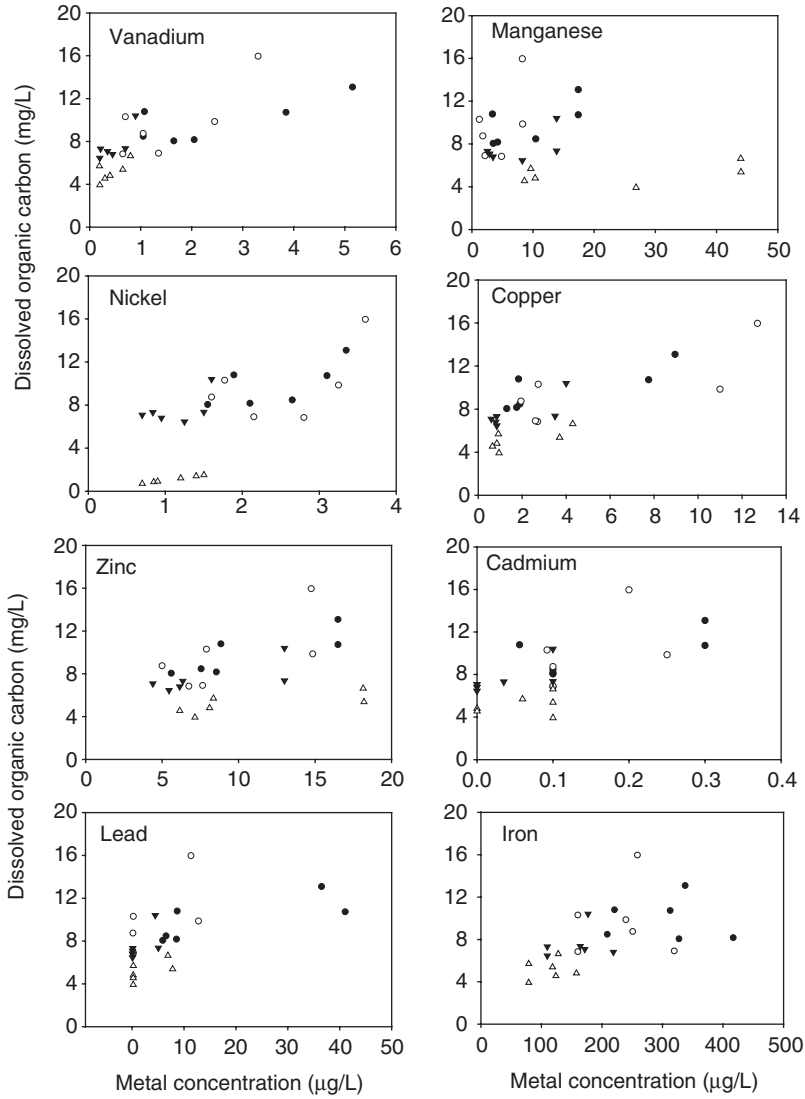 Dissolved organic carbon (mg/L)
Dissolved organic carbon (mg/L)
Vanadium
20
16
12
8
4
0
0 1 2 3 4 5 6
Manganese
20
16
12
8
4
0
0 10 20 30 40 50
Nickel
20
16
12
8
4
0
0 1 2 3 4
Copper
20
16
12
8
4
0
0 2 4 6 8 10 12 14
Zinc
20
16
12
8
4
0
0 5 10 15 20
Cadmium
20
16
12
8
4
0
0.0 0.1 0.2 0.3 0.4
Lead
20
16
12
8
4
0
0 10 20 30 40 50
Metal concentration (μg/L)
Iron
20
16
12
8
4
0
0 100 200 300 400 500
Metal concentration (μg/L)